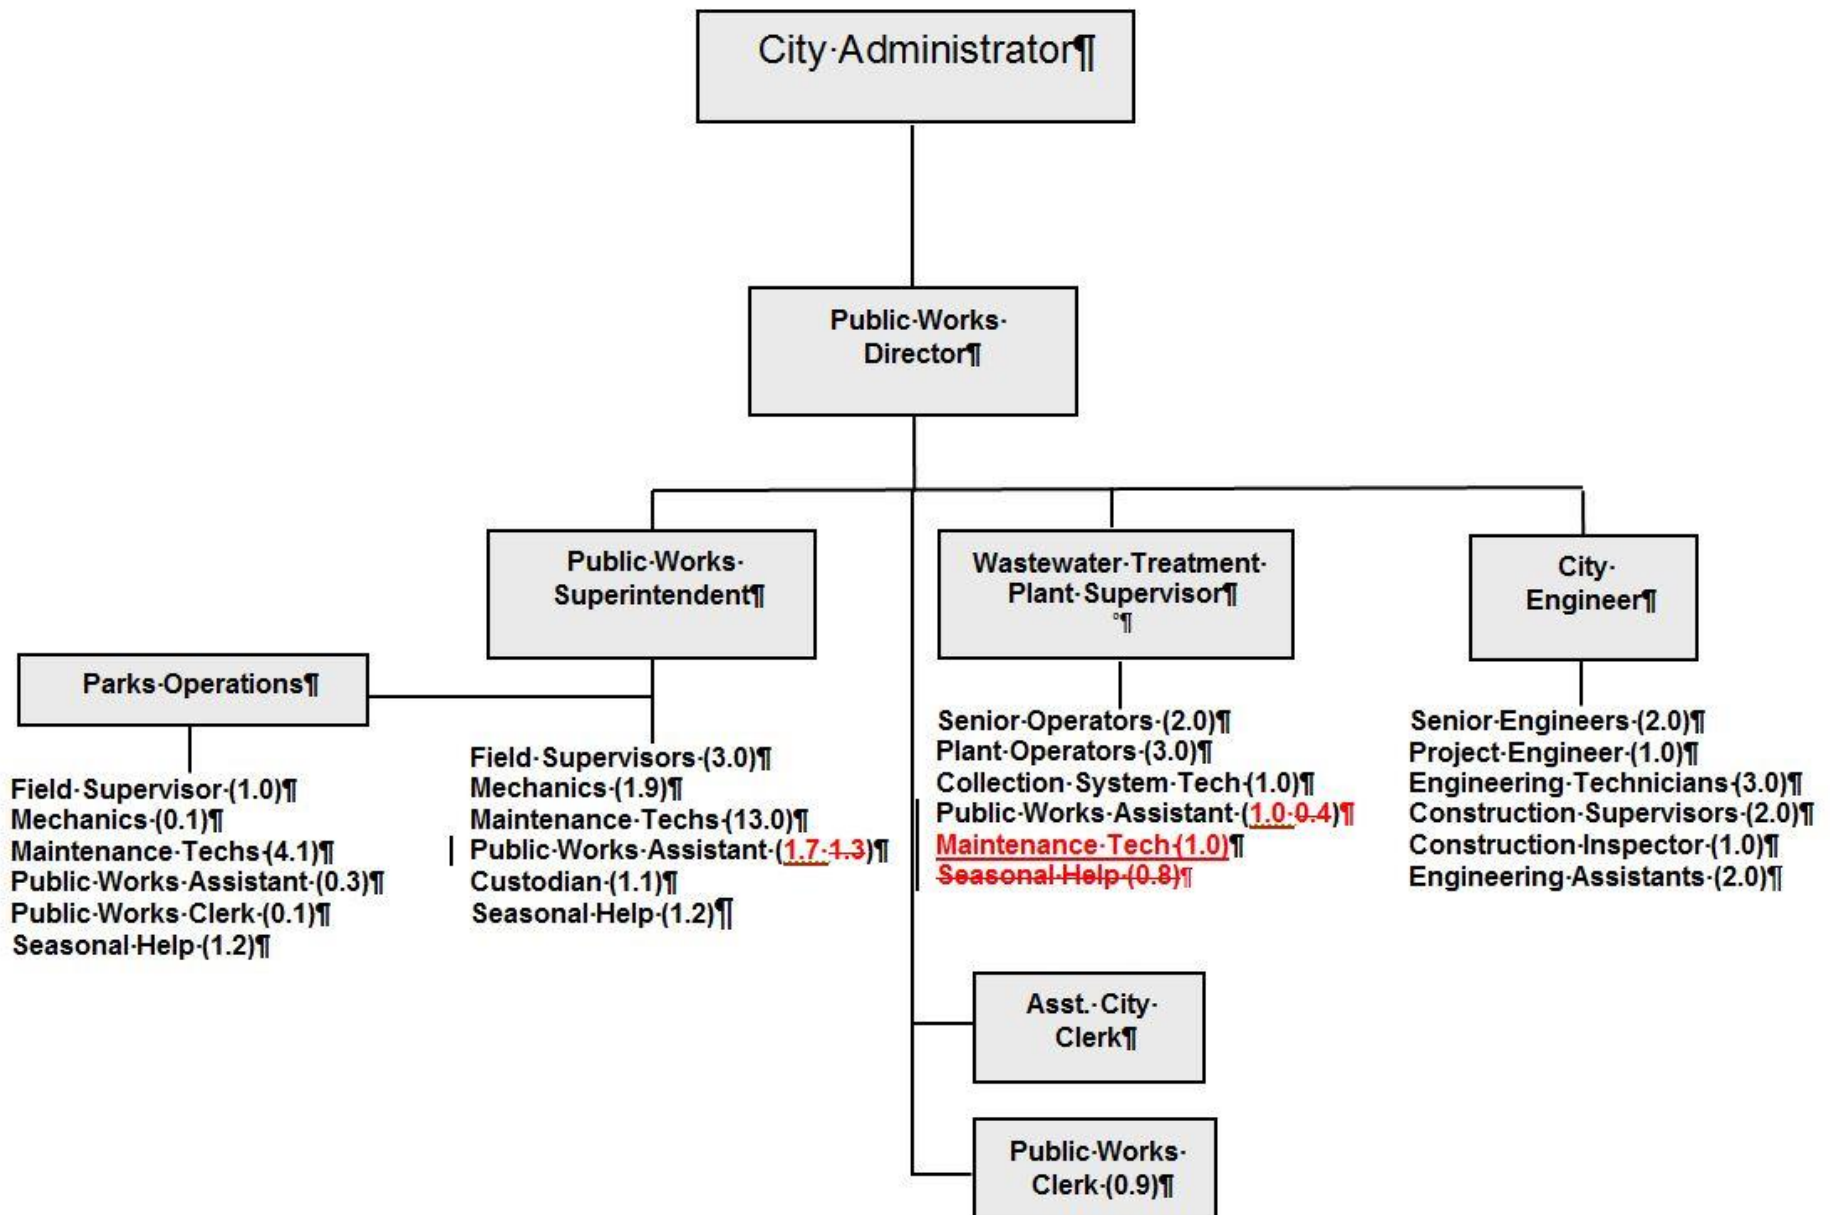 City·Administrator¶
Public·Works·
Director¶
Public·Works·
Superintendent¶
Wastewater·Treatment·
Plant·Supervisor¶
°¶
City·
Engineer¶
Parks·Operations¶
Field·Supervisor·(1.0)¶
Mechanics·(0.1)¶
Maintenance·Techs·(4.1)¶
Public·Works·Assistant·(0.3)¶
Public·Works·Clerk·(0.1)¶
Seasonal·Help·(1.2)¶
Field·Supervisors·(3.0)¶
Mechanics·(1.9)¶
Maintenance·Techs·(13.0)¶
Public·Works·Assistant·(1.7·1.3)¶
Custodian·(1.1)¶
Seasonal·Help·(1.2)¶
Senior·Operators·(2.0)¶
Plant·Operators·(3.0)¶
Collection·System·Tech·(1.0)¶
Public·Works·Assistant·(1.0·0.4)¶
Maintenance·Tech·(1.0)¶
Seasonal·Help·(0.8)¶
Senior·Engineers·(2.0)¶
Project·Engineer·(1.0)¶
Engineering·Technicians·(3.0)¶
Construction·Supervisors·(2.0)¶
Construction·Inspector·(1.0)¶
Engineering·Assistants·(2.0)¶
Asst.·City·
Clerk¶
Public·Works·
Clerk·(0.9)¶